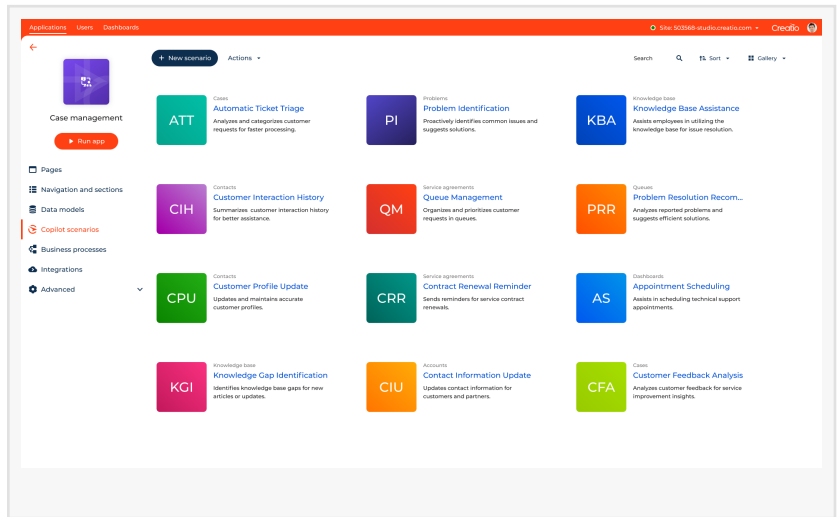 Applications Users Dashboards
Site: S03568-studio.creatio.com
Creatio
Case management
Run app
Pages
Navigation and sections
Data models
Copilot scenarios
Business processes
Integrations
Advanced
+ New scenario
Actions
Search
Sort
Gallery
ATT
Cases
Automatic Ticket Triage
Analyzes and categorizes customer
requests for faster processing.
PI
Problems
Problem Identification
Proactively identifies common issues and
suggests solutions.
KBA
Knowledge base
Knowledge Base Assistance
Assists employees in utilizing the
knowledge base for issue resolution.
CIH
Contacts
Customer Interaction History
Summarizes customer interaction history
for better assistance.
QM
Service agreements
Queue Management
Organizes and prioritizes customer
requests in queues.
PRR
Queues
Problem Resolution Recom...
Analyzes reported problems and
suggests efficient solutions.
CPU
Contacts
Customer Profile Update
Updates and maintains accurate
customer profiles.
CRR
Service agreements
Contract Renewal Reminder
Sends reminders for service contract
renewals.
AS
Dashboards
Appointment Scheduling
Assists in scheduling technical support
appointments.
KGI
Knowledge base
Knowledge Gap Identification
Identifies knowledge base gaps for new
articles or updates.
CIU
Accounts
Contact Information Update
Updates contact information for
customers and partners.
CFA
Cases
Customer Feedback Analysis
Analyzes customer feedback for service
improvement insights.